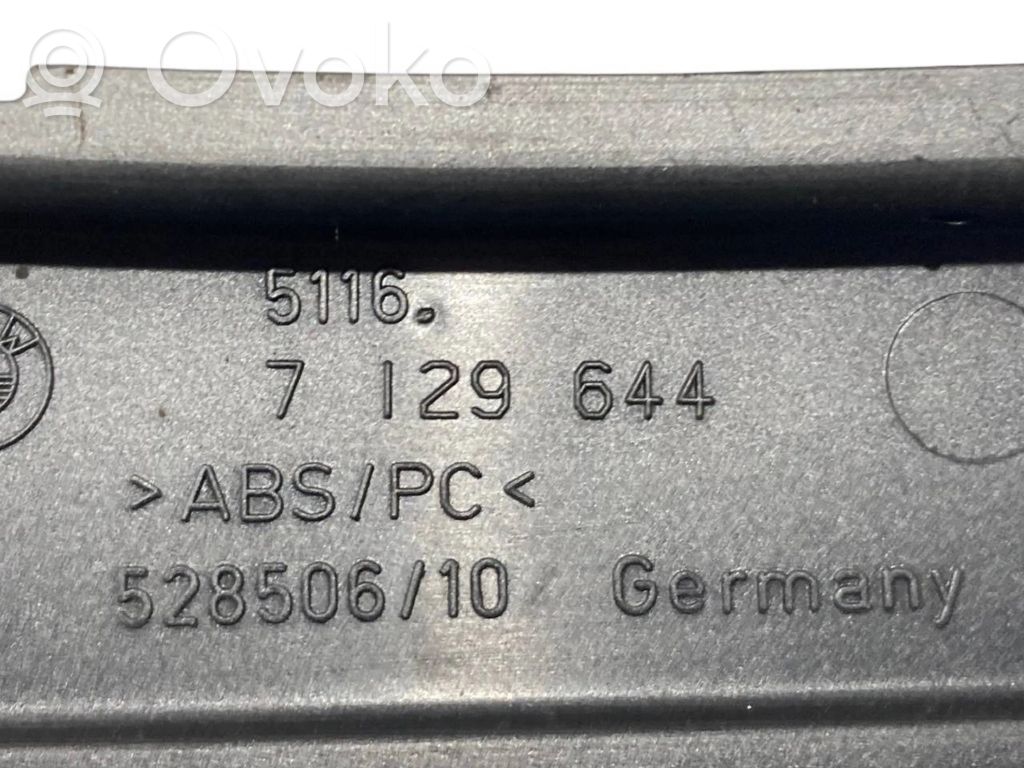 Ovoko
5116.
W
7 129 644
>ABS/PC<
528506/10 Germany